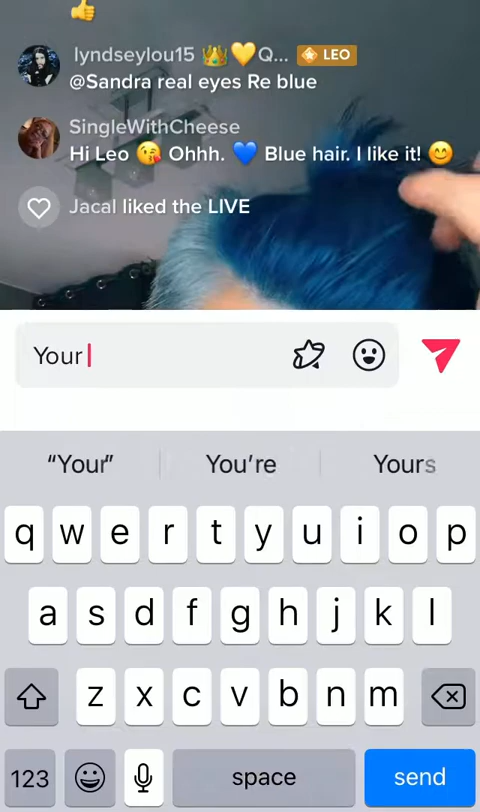 👍
lyndseylou15 👑💛Q... LEO
@Sandra real eyes Re blue
SingleWithCheese
Hi Leo 😘 Ohhh. 💙 Blue hair. I like it! 😊
Jacal liked the LIVE
Your
“Your” You’re Yours
q w e r t y u i o p
a s d f g h j k l
z x c v b n m
123 space send